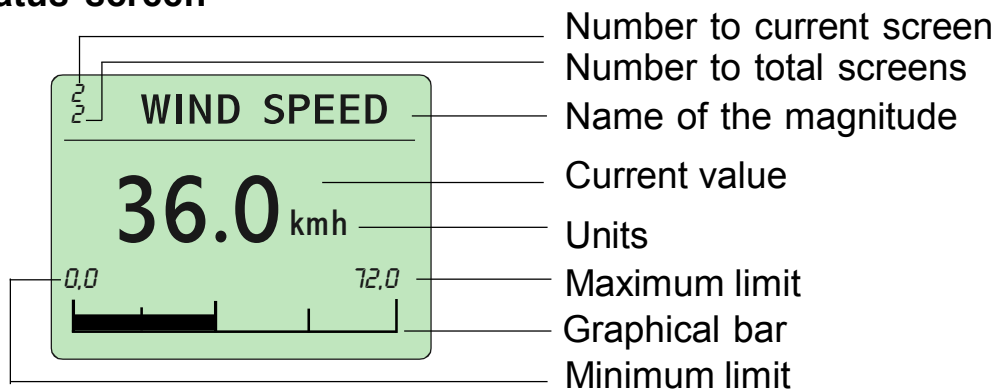 atus screen
Number to current screen
Number to total screens
2
2
WIND SPEED
Name of the magnitude
Current value
36.0 kmh
Units
0,0
72,0
Maximum limit
Graphical bar
Minimum limit